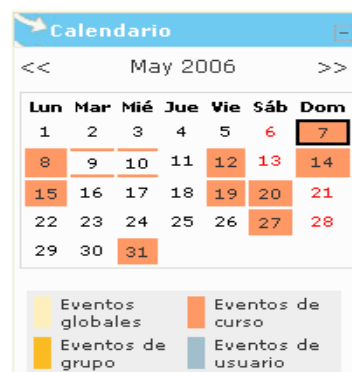 Calendario
<< May 2006 >>
Lun Mar Mié Jue Vie Sáb Dom
1 2 3 4 5 6 7
8 9 10 11 12 13 14
15 16 17 18 19 20 21
22 23 24 25 26 27 28
29 30 31
Eventos globales
Eventos de curso
Eventos de grupo
Eventos de usuario